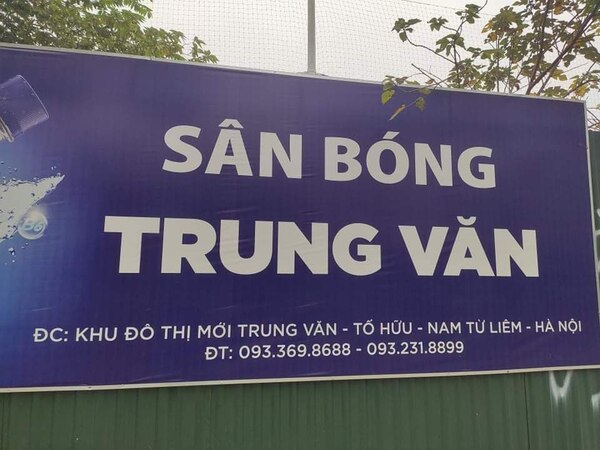 SÂN BÓNG
TRUNG VĂN
ĐC: KHU ĐÔ THỊ MỚI TRUNG VĂN - TỐ HỮU - NAM TỪ LIÊM - HÀ NỘI
ĐT: 093.369.8688 - 093.231.8899